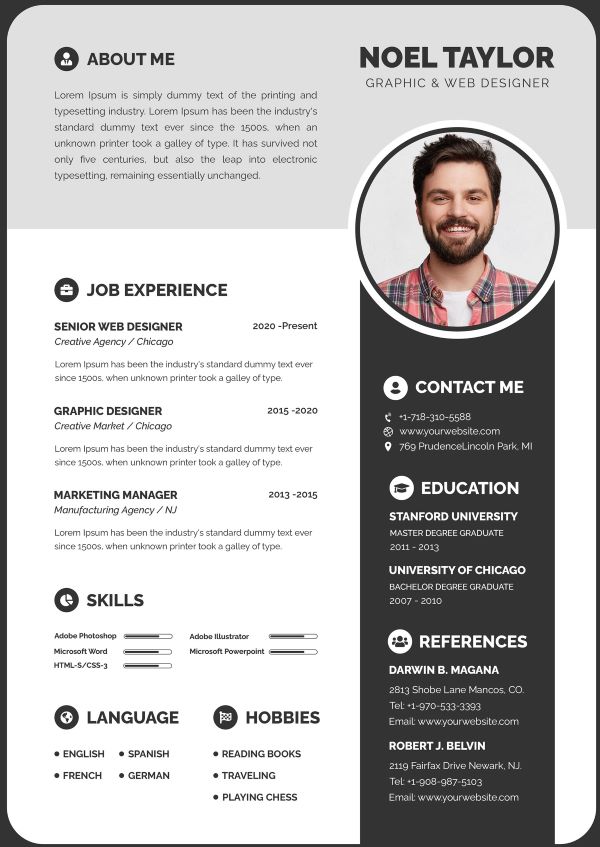 ABOUT ME
Lorem Ipsum is simply dummy text of the printing and
typesetting industry. Lorem Ipsum has been the industry's
standard dummy text ever since the 1500s, when an
unknown printer took a galley of type. It has survived not
only five centuries, but also the leap into electronic
typesetting, remaining essentially unchanged.
NOEL TAYLOR
GRAPHIC & WEB DESIGNER
JOB EXPERIENCE
SENIOR WEB DESIGNER 2020 -Present
Creative Agency / Chicago
Lorem Ipsum has been the industry's standard dummy text ever
since 1500s, when unknown printer took a galley of type.
GRAPHIC DESIGNER 2015 -2020
Creative Market / Chicago
Lorem Ipsum has been the industry's standard dummy text ever
since 1500s, when unknown printer took a galley of type.
MARKETING MANAGER 2013 -2015
Manufacturing Agency / NJ
Lorem Ipsum has been the industry's standard dummy text ever
since 1500s, when unknown printer took a galley of type.
SKILLS
Adobe Photoshop Adobe Illustrator
Microsoft Word Microsoft Powerpoint
HTML-S/CSS-3
LANGUAGE
ENGLISH SPANISH
FRENCH GERMAN
HOBBIES
READING BOOKS
TRAVELING
PLAYING CHESS
CONTACT ME
+1-718-310-5588
www.yourwebsite.com
769 PrudenceLincoln Park, MI
EDUCATION
STANFORD UNIVERSITY
MASTER DEGREE GRADUATE
2011 - 2013
UNIVERSITY OF CHICAGO
BACHELOR DEGREE GRADUATE
2007 - 2010
REFERENCES
DARWIN B. MAGANA
2813 Shobe Lane Mancos, CO.
Tel: +1-970-533-3393
Email: www.yourwebsite.com
ROBERT J. BELVIN
2119 Fairfax Drive Newark, NJ.
Tel: +1-908-987-5103
Email: www.yourwebsite.com